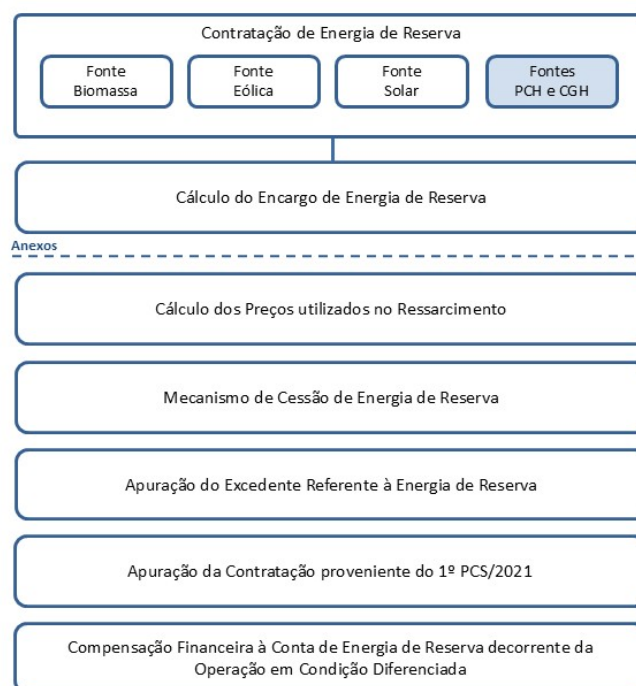 Contratação de Energia de Reserva
Fonte
Biomassa
Fonte
Eólica
Fonte
Solar
Fontes
PCH e CGH
Cálculo do Encargo de Energia de Reserva
Anexos
Cálculo dos Preços utilizados no Ressarcimento
Mecanismo de Cessão de Energia de Reserva
Apuração do Excedente Referente à Energia de Reserva
Apuração da Contratação proveniente do 1º PCS/2021
Compensação Financeira à Conta de Energia de Reserva decorrente da
Operação em Condição Diferenciada